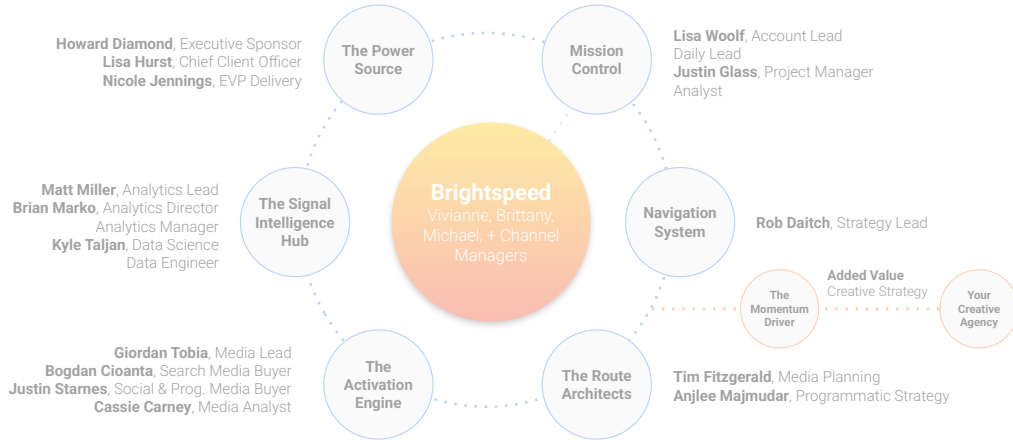 Howard Diamond, Executive Sponsor
Lisa Hurst, Chief Client Officer
Nicole Jennings, EVP Delivery
The Power
Source
Mission
Control
Lisa Woolf, Account Lead
Daily Lead
Justin Glass, Project Manager
Analyst
Matt Miller, Analytics Lead
Brian Marko, Analytics Director
Analytics Manager
Kyle Taljan, Data Science
Data Engineer
The Signal
Intelligence
Hub
Brightspeed
Vivianne, Brittany,
Michael, + Channel
Managers
Navigation
System
Rob Daitch, Strategy Lead
The
Momentum
Driver
Added Value
Creative Strategy
Your
Creative
Agency
Giordan Tobia, Media Lead
Bogdan Cioanta, Search Media Buyer
Justin Starnes, Social & Prog. Media Buyer
Cassie Carney, Media Analyst
The
Activation
Engine
The Route
Architects
Tim Fitzgerald, Media Planning
Anjlee Majmudar, Programmatic Strategy